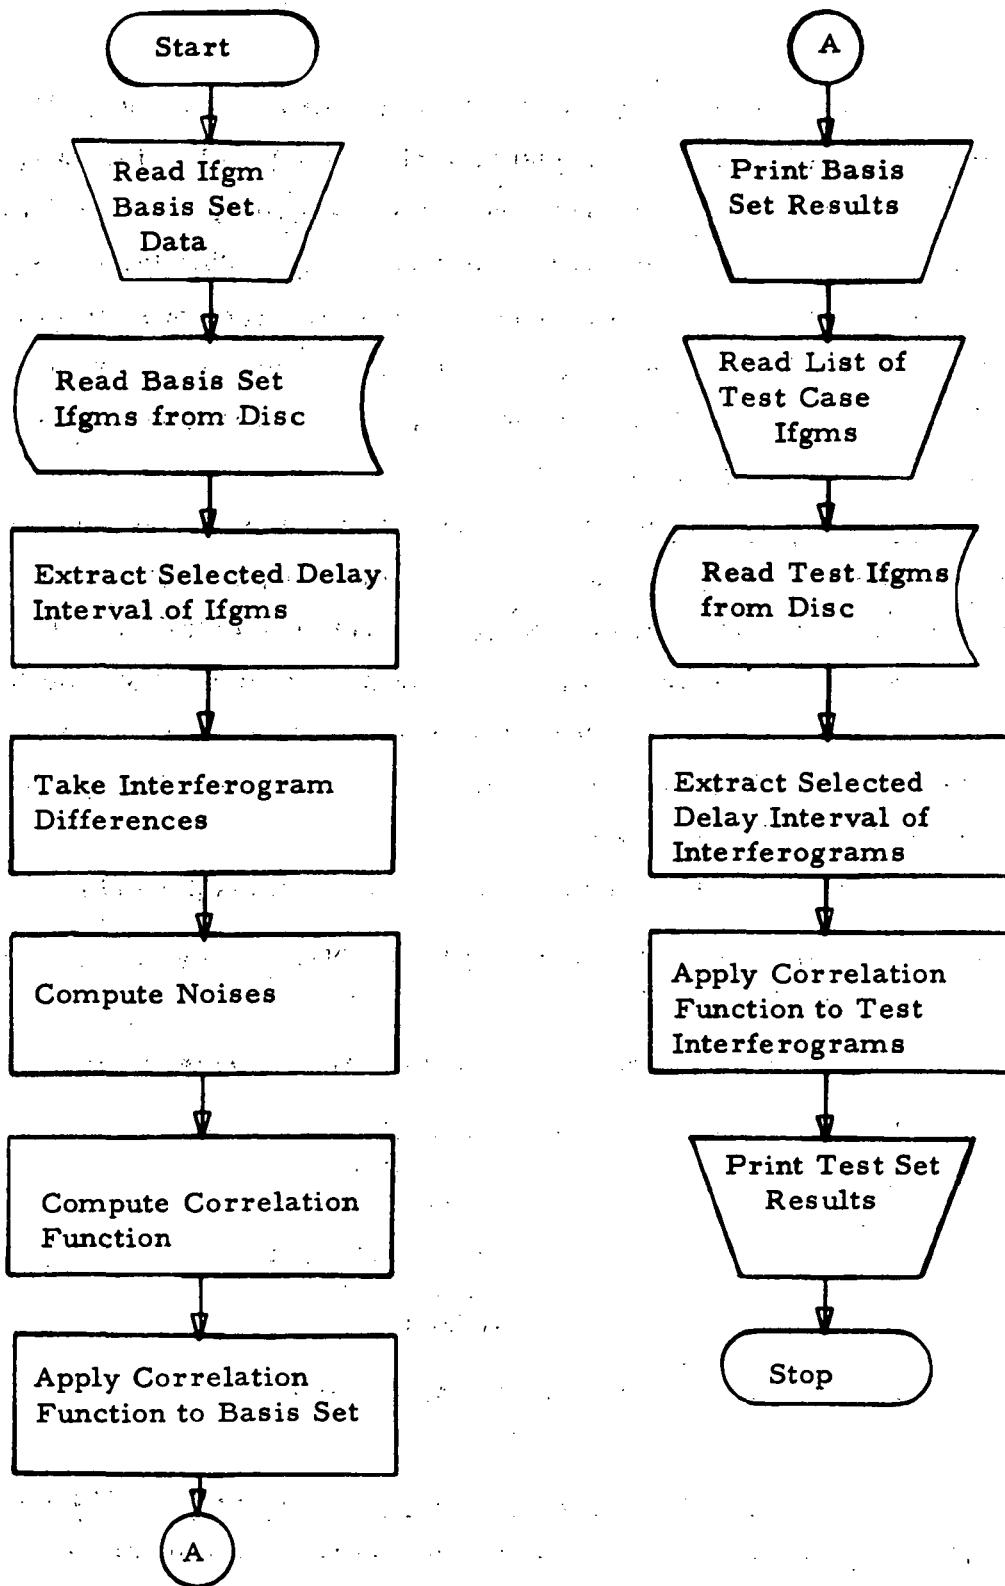 Start
Read Ifgm
Basis Set
Data
Read Basis Set
Ifgms from Disc
Extract Selected Delay
Interval of Ifgms
Take Interferogram
Differences
Compute Noises
Compute Correlation
Function
Apply Correlation
Function to Basis Set
A
A
Print Basis
Set Results
Read List of
Test Case
Ifgms
Read Test Ifgms
from Disc
Extract Selected
Delay Interval of
Interferograms
Apply Correlation
Function to Test
Interferograms
Print Test Set
Results
Stop